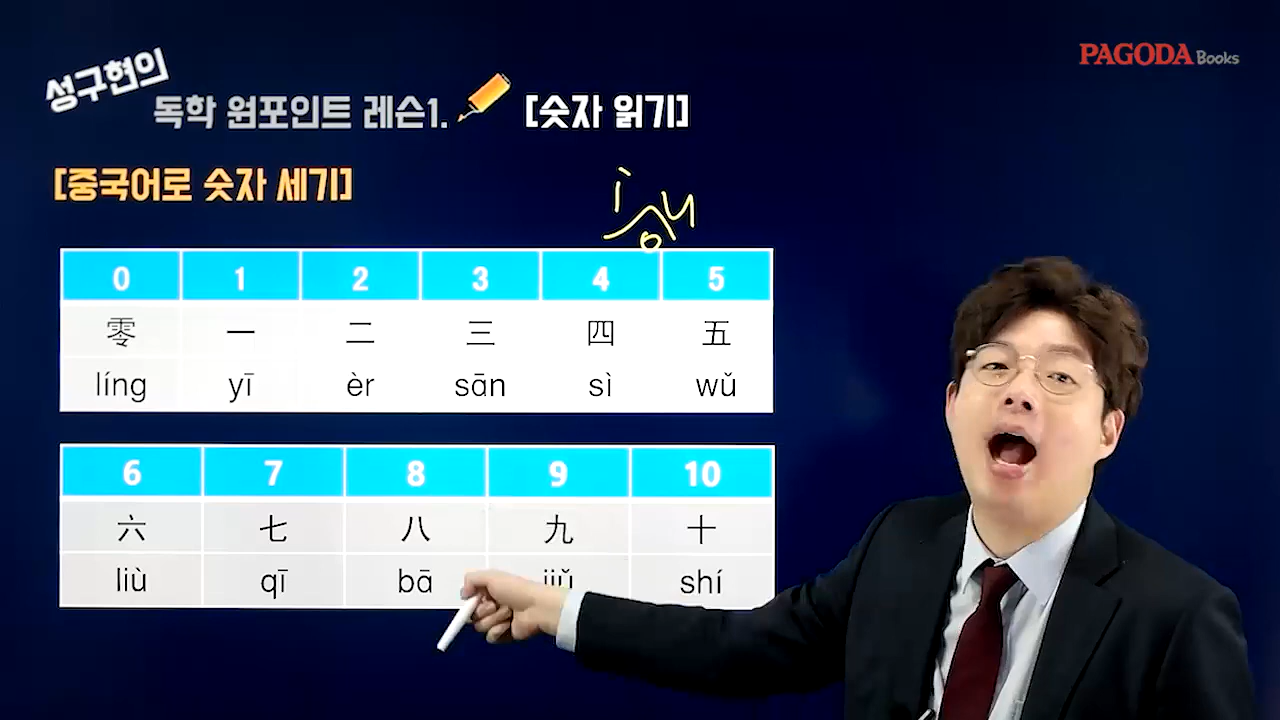 PAGODA Books
성구현의
독학 원포인트 레슨1. [숫자 읽기]
[중국어로 숫자 세기]
0 1 2 3 4 5
零 一 二 三 四 五
líng yī èr sān sì wǔ
6 7 8 9 10
六 七 八 九 十
liù qī bā jiǔ shí